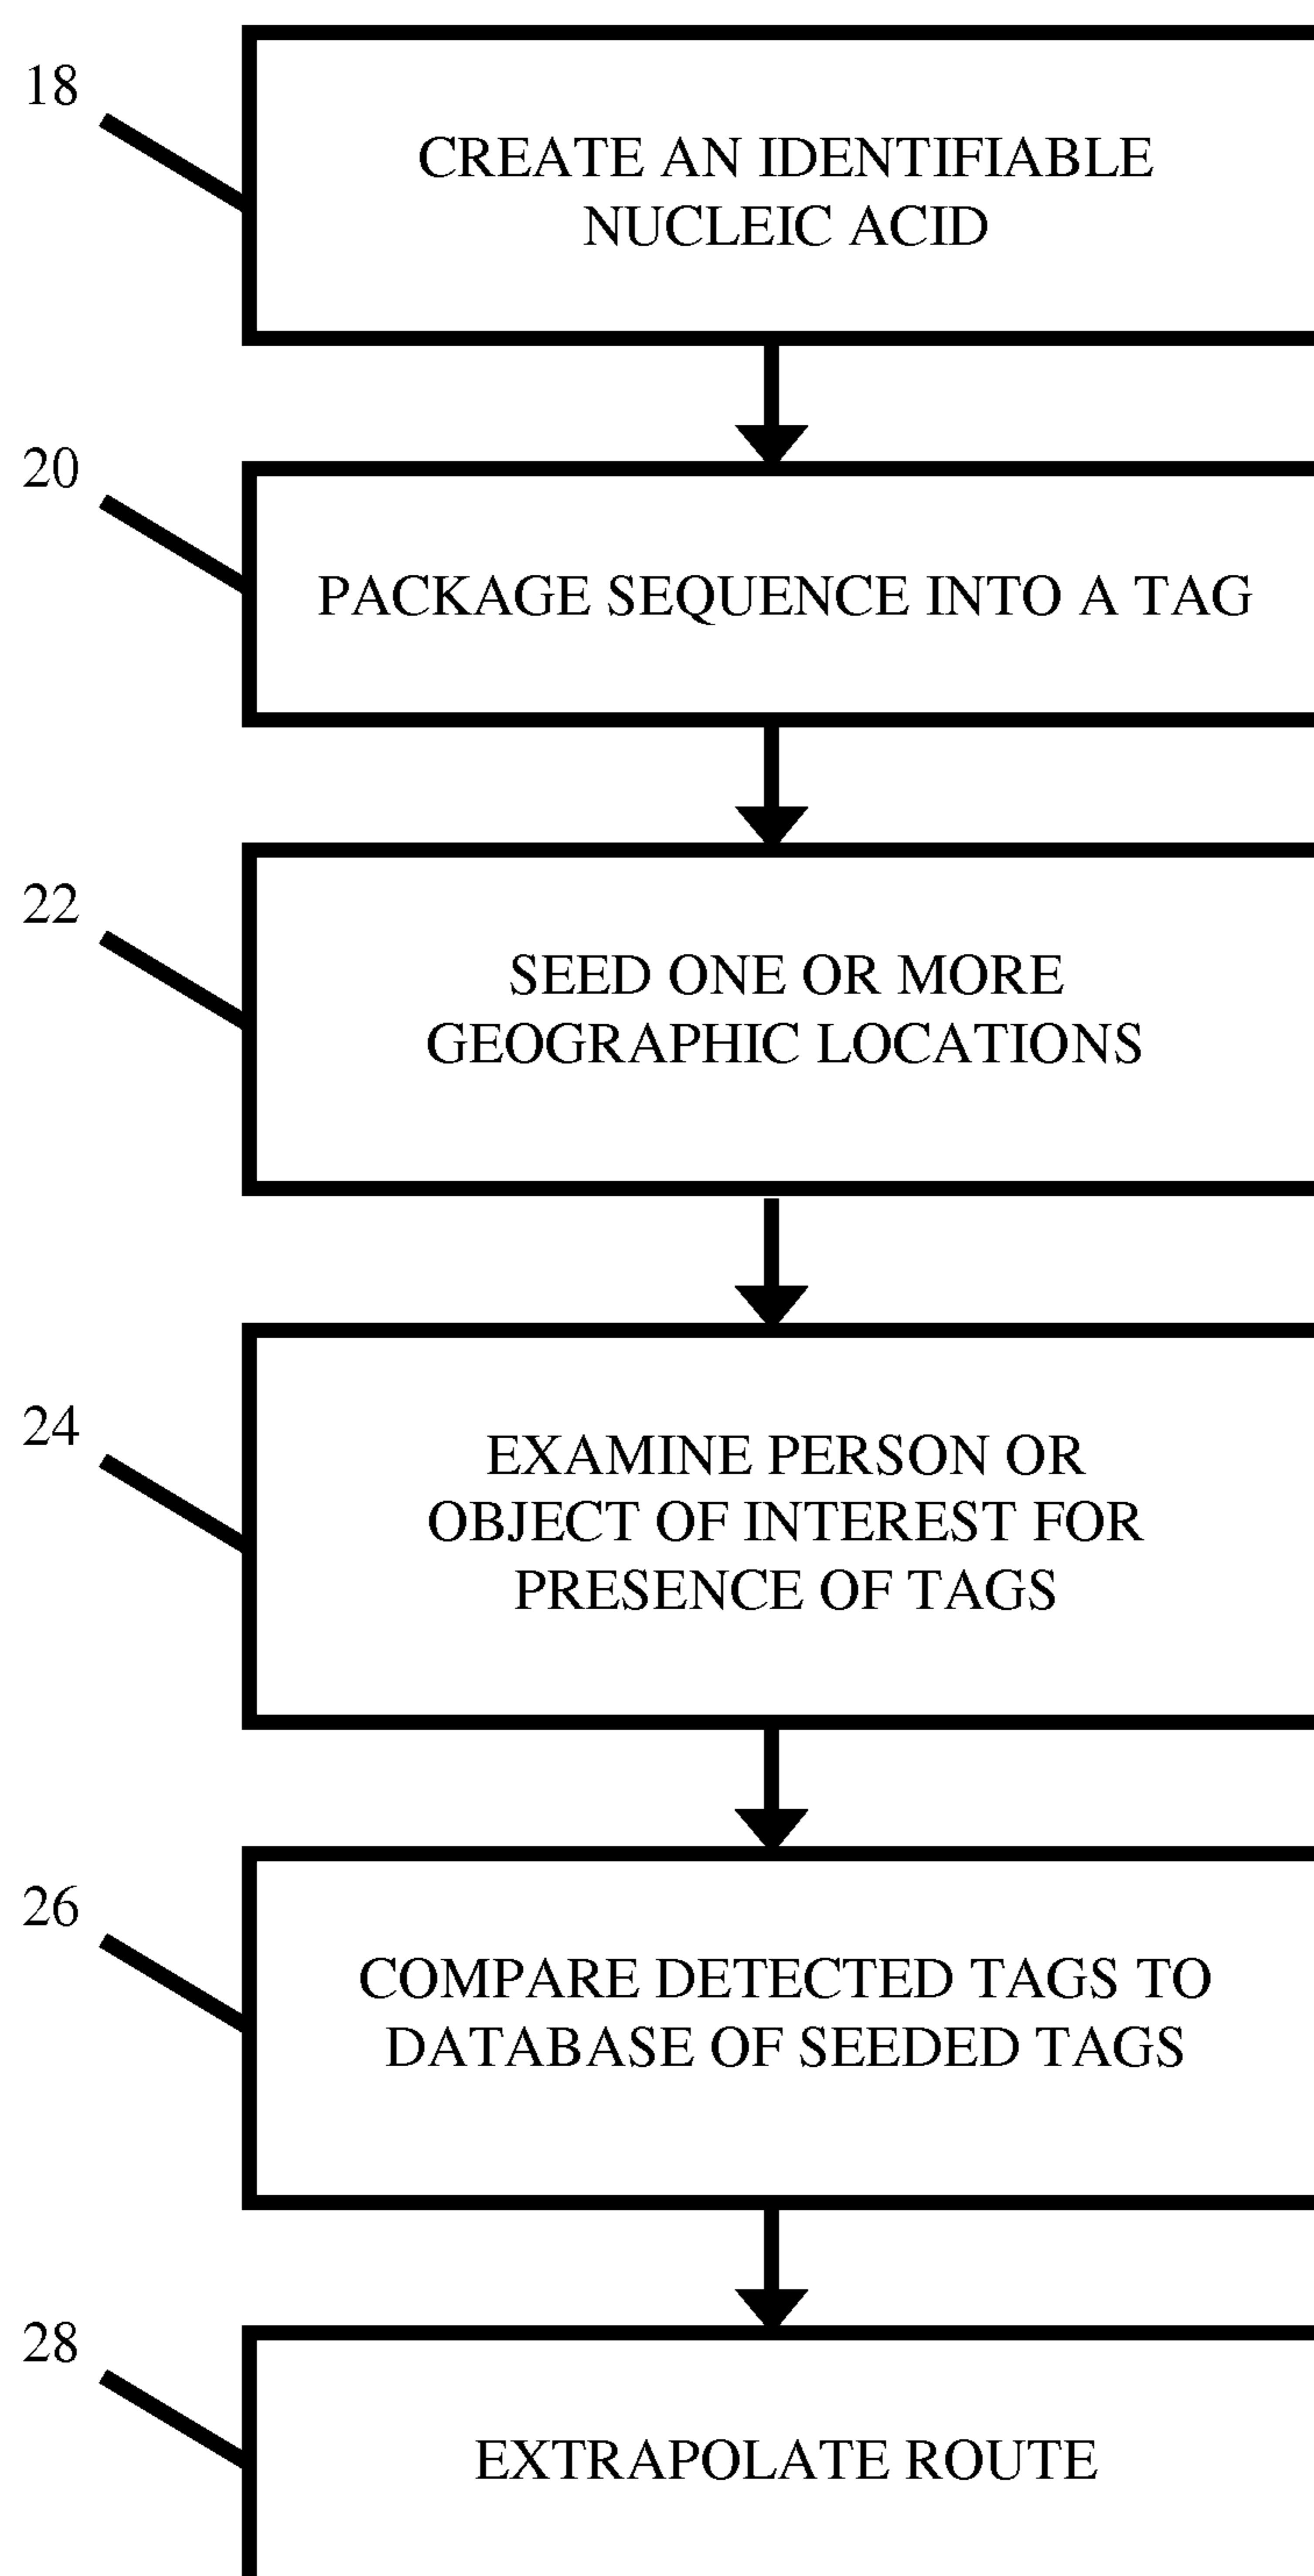 18
CREATE AN IDENTIFIABLE
NUCLEIC ACID
20
PACKAGE SEQUENCE INTO A TAG
22
SEED ONE OR MORE
GEOGRAPHIC LOCATIONS
24
EXAMINE PERSON OR
OBJECT OF INTEREST FOR
PRESENCE OF TAGS
26
COMPARE DETECTED TAGS TO
DATABASE OF SEEDED TAGS
28
EXTRAPOLATE ROUTE